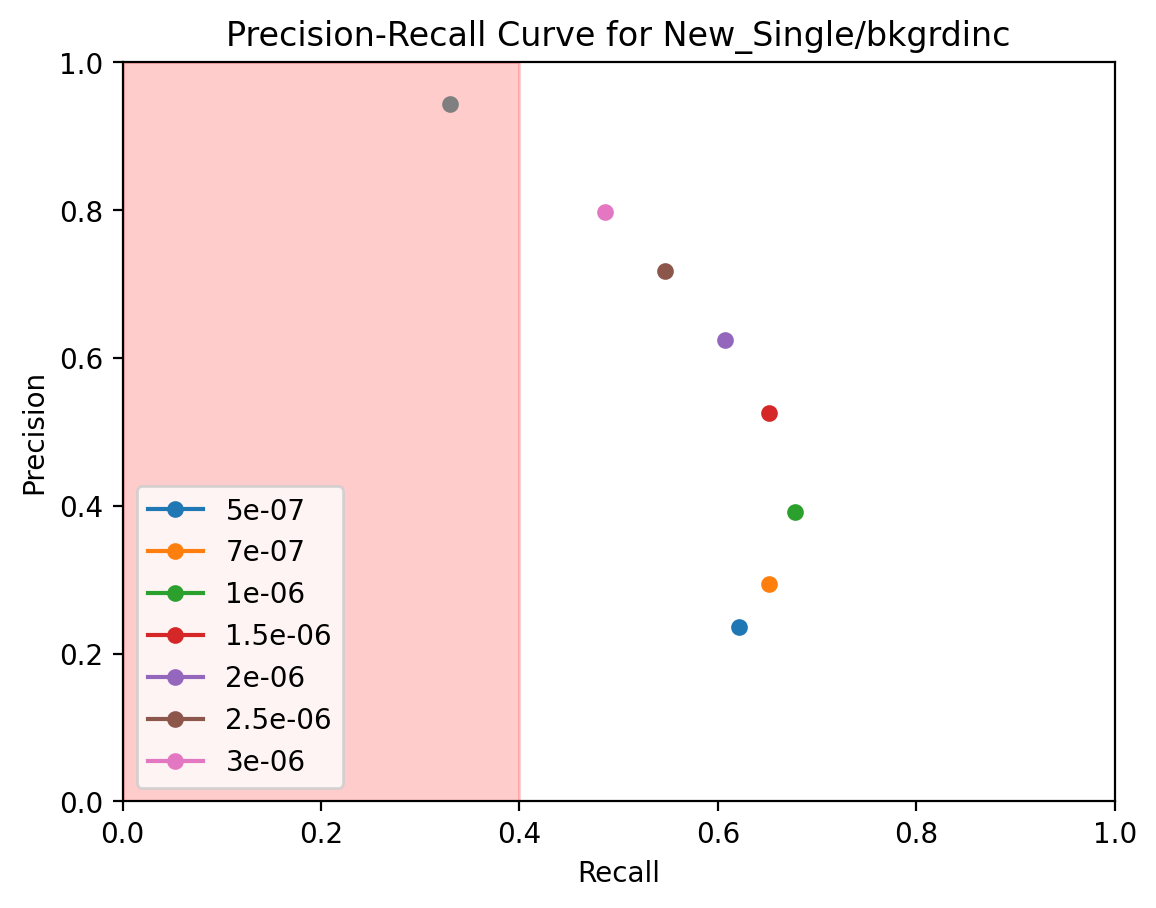 Precision-Recall Curve for New_Single/bkgrdinc
1.0
0.8
0.6
0.4
0.2
0.0
Precision
5e-07
7e-07
1e-06
1.5e-06
2e-06
2.5e-06
3e-06
0.0 0.2 0.4 0.6 0.8 1.0
Recall